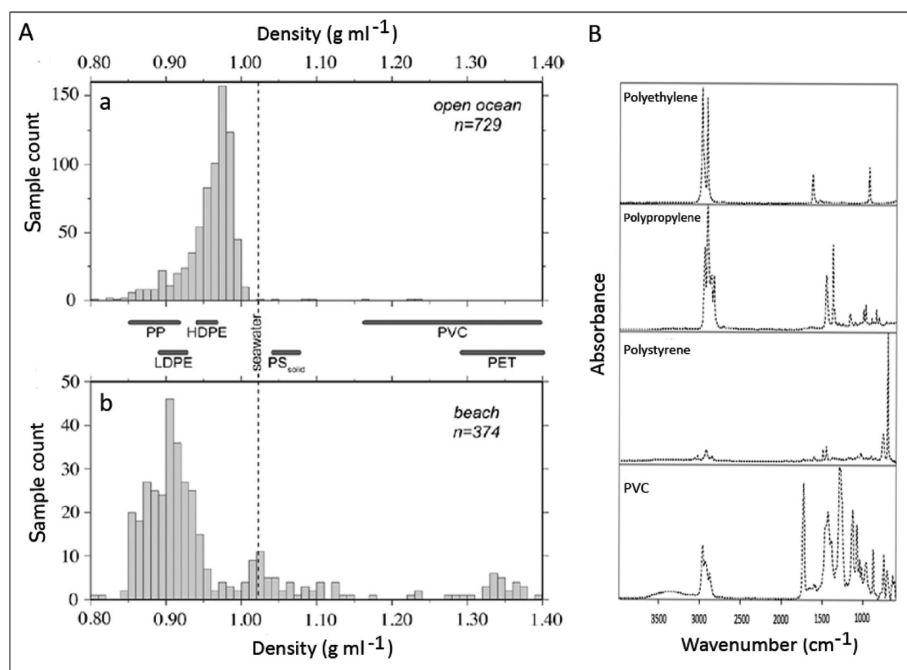 A
Density (g ml-1)
0.80 0.90 1.00 1.10 1.20 1.30 1.40
a
open ocean
n=729
Sample count
150
100
50
0
PP HDPE PVC
LDPE seawater PSsolid PET
b
beach
n=374
Sample count
50
40
30
20
10
0
0.80 0.90 1.00 1.10 1.20 1.30 1.40
Density (g ml-1)
B
Polyethylene
Polypropylene
Polystyrene
PVC
Absorbance
3500 3000 2500 2000 1500 1000
Wavenumber (cm-1)